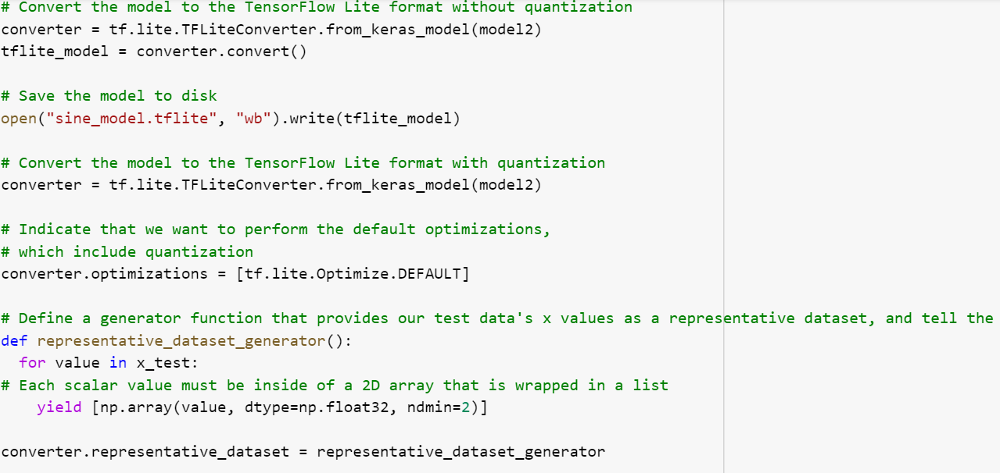 # Convert the model to the TensorFlow Lite format without quantization
converter = tf.lite.TFLiteConverter.from_keras_model(model2)
tflite_model = converter.convert()
# Save the model to disk
open("sine_model.tflite", "wb").write(tflite_model)
# Convert the model to the TensorFlow Lite format with quantization
converter = tf.lite.TFLiteConverter.from_keras_model(model2)
# Indicate that we want to perform the default optimizations,
# which include quantization
converter.optimizations = [tf.lite.Optimize.DEFAULT]
# Define a generator function that provides our test data's x values as a representative dataset, and tell the
def representative_dataset_generator():
  for value in x_test:
# Each scalar value must be inside of a 2D array that is wrapped in a list
    yield [np.array(value, dtype=np.float32, ndmin=2)]
converter.representative_dataset = representative_dataset_generator